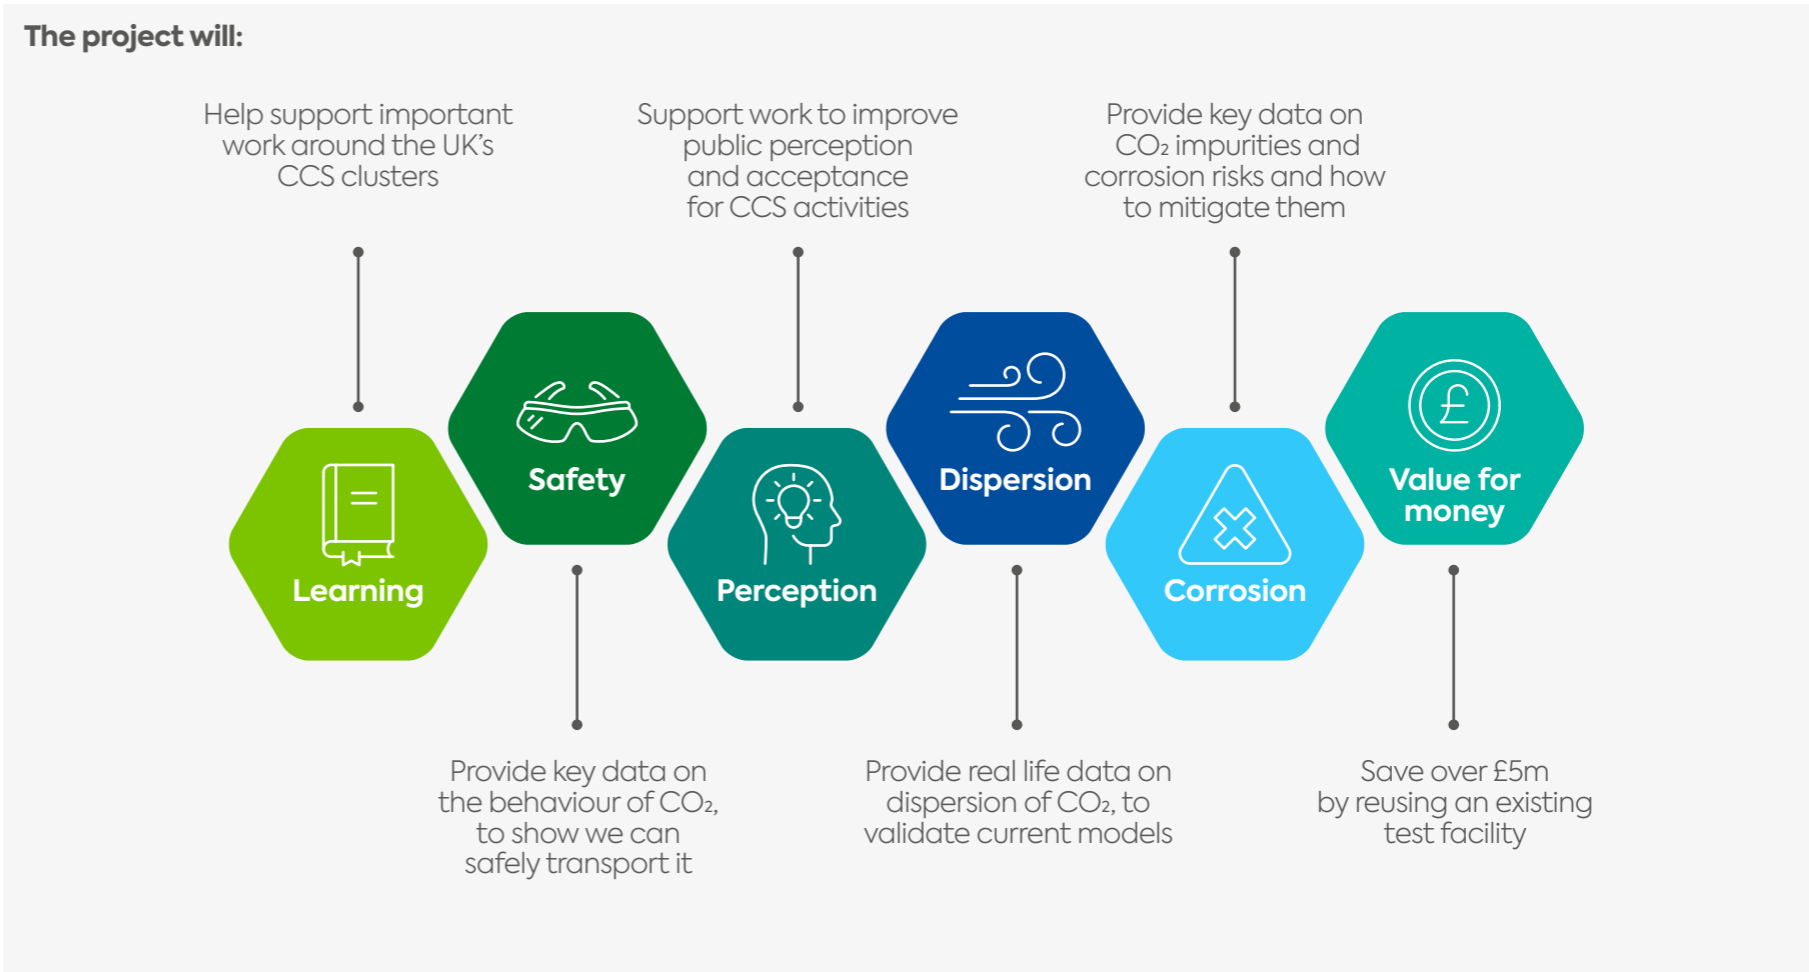 The project will:
Help support important
work around the UK’s
CCS clusters
Support work to improve
public perception
and acceptance
for CCS activities
Provide key data on
CO₂ impurities and
corrosion risks and how
to mitigate them
Learning
Safety
Perception
Dispersion
Corrosion
Value for
money
Provide key data on
the behaviour of CO₂,
to show we can
safely transport it
Provide real life data on
dispersion of CO₂, to
validate current models
Save over £5m
by reusing an existing
test facility